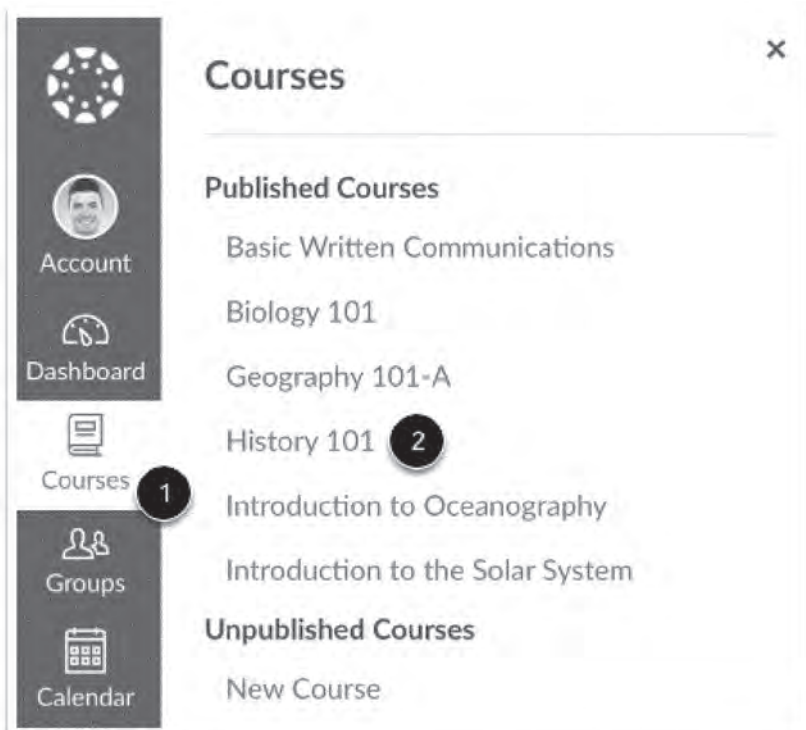 Courses
×
Published Courses
Basic Written Communications
Account
Biology 101
Dashboard
Geography 101-A
History 101 2
Courses 1
Introduction to Oceanography
Groups
Introduction to the Solar System
Unpublished Courses
Calendar
New Course